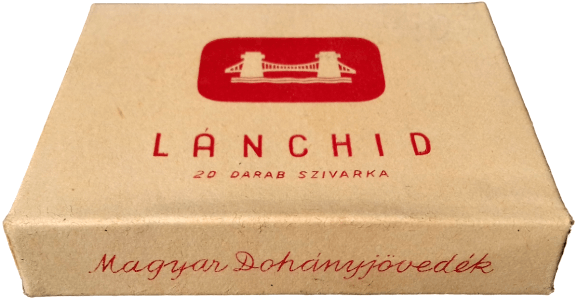 LÁNCHID
20 DARAB SZIVARKA
Magyar Dohányjövedék